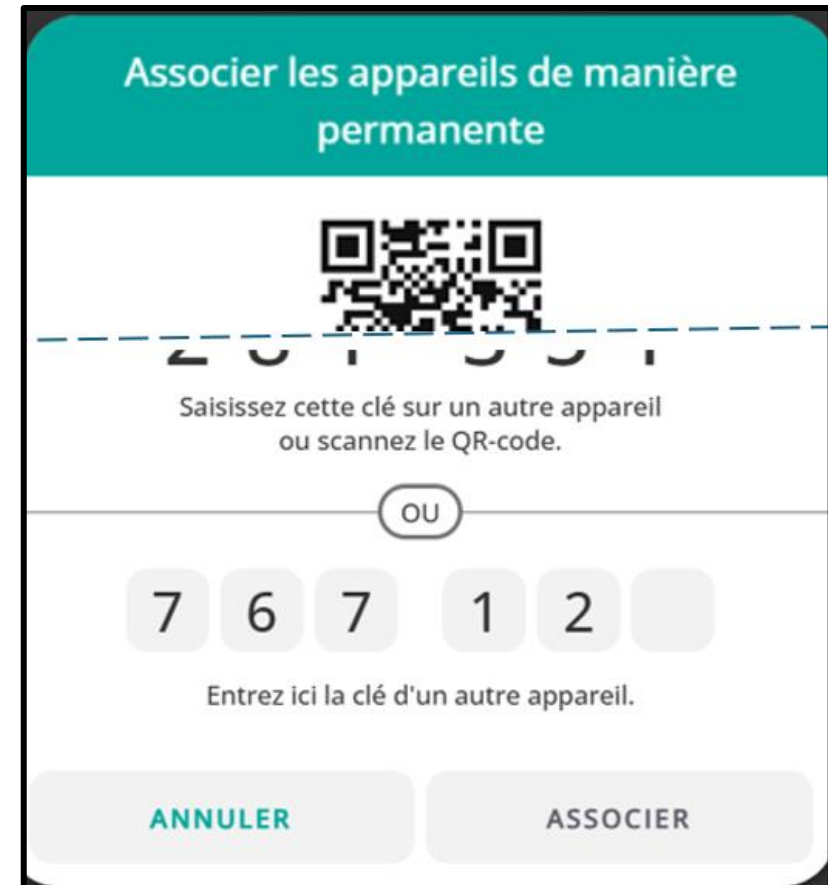 Associer les appareils de manière
permanente
Saisissez cette clé sur un autre appareil
ou scannez le QR-code.
OU
7 6 7 1 2
Entrez ici la clé d'un autre appareil.
ANNULER ASSOCIER